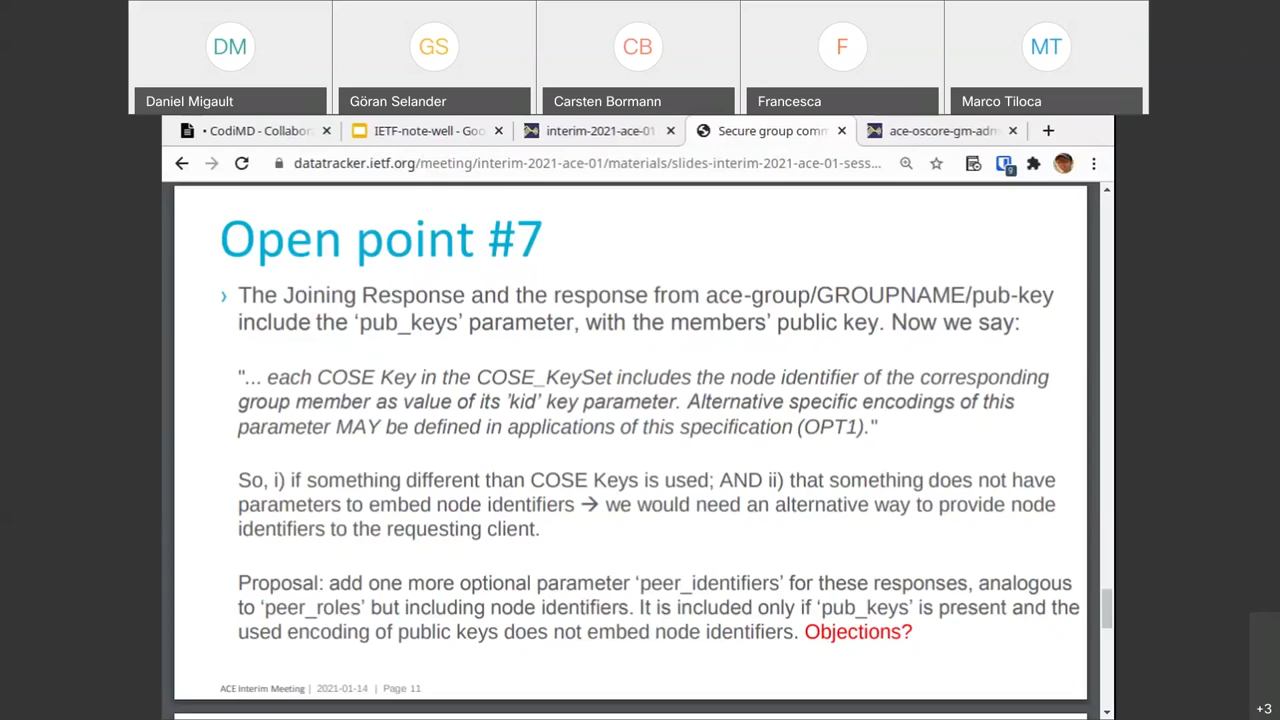 DM
GS
CB
F
MT
Daniel Migault
Göran Selander
Carsten Bormann
Francesca
Marco Tiloca
• CodiMD - Collabor
IETF-note-well - Goo
interim-2021-ace-01
Secure group comm
ace-oscore-gm-adm
datatracker.ietf.org/meeting/interim-2021-ace-01/materials/slides-interim-2021-ace-01-sess...
9
Open point #7
› The Joining Response and the response from ace-group/GROUPNAME/pub-key
include the ‘pub_keys’ parameter, with the members’ public key. Now we say:
"... each COSE Key in the COSE_KeySet includes the node identifier of the corresponding
group member as value of its ’kid’ key parameter. Alternative specific encodings of this
parameter MAY be defined in applications of this specification (OPT1)."
So, i) if something different than COSE Keys is used; AND ii) that something does not have
parameters to embed node identifiers → we would need an alternative way to provide node
identifiers to the requesting client.
Proposal: add one more optional parameter ‘peer_identifiers’ for these responses, analogous
to ‘peer_roles’ but including node identifiers. It is included only if ‘pub_keys’ is present and the
used encoding of public keys does not embed node identifiers. Objections?
ACE Interim Meeting | 2021-01-14 | Page 11
+3